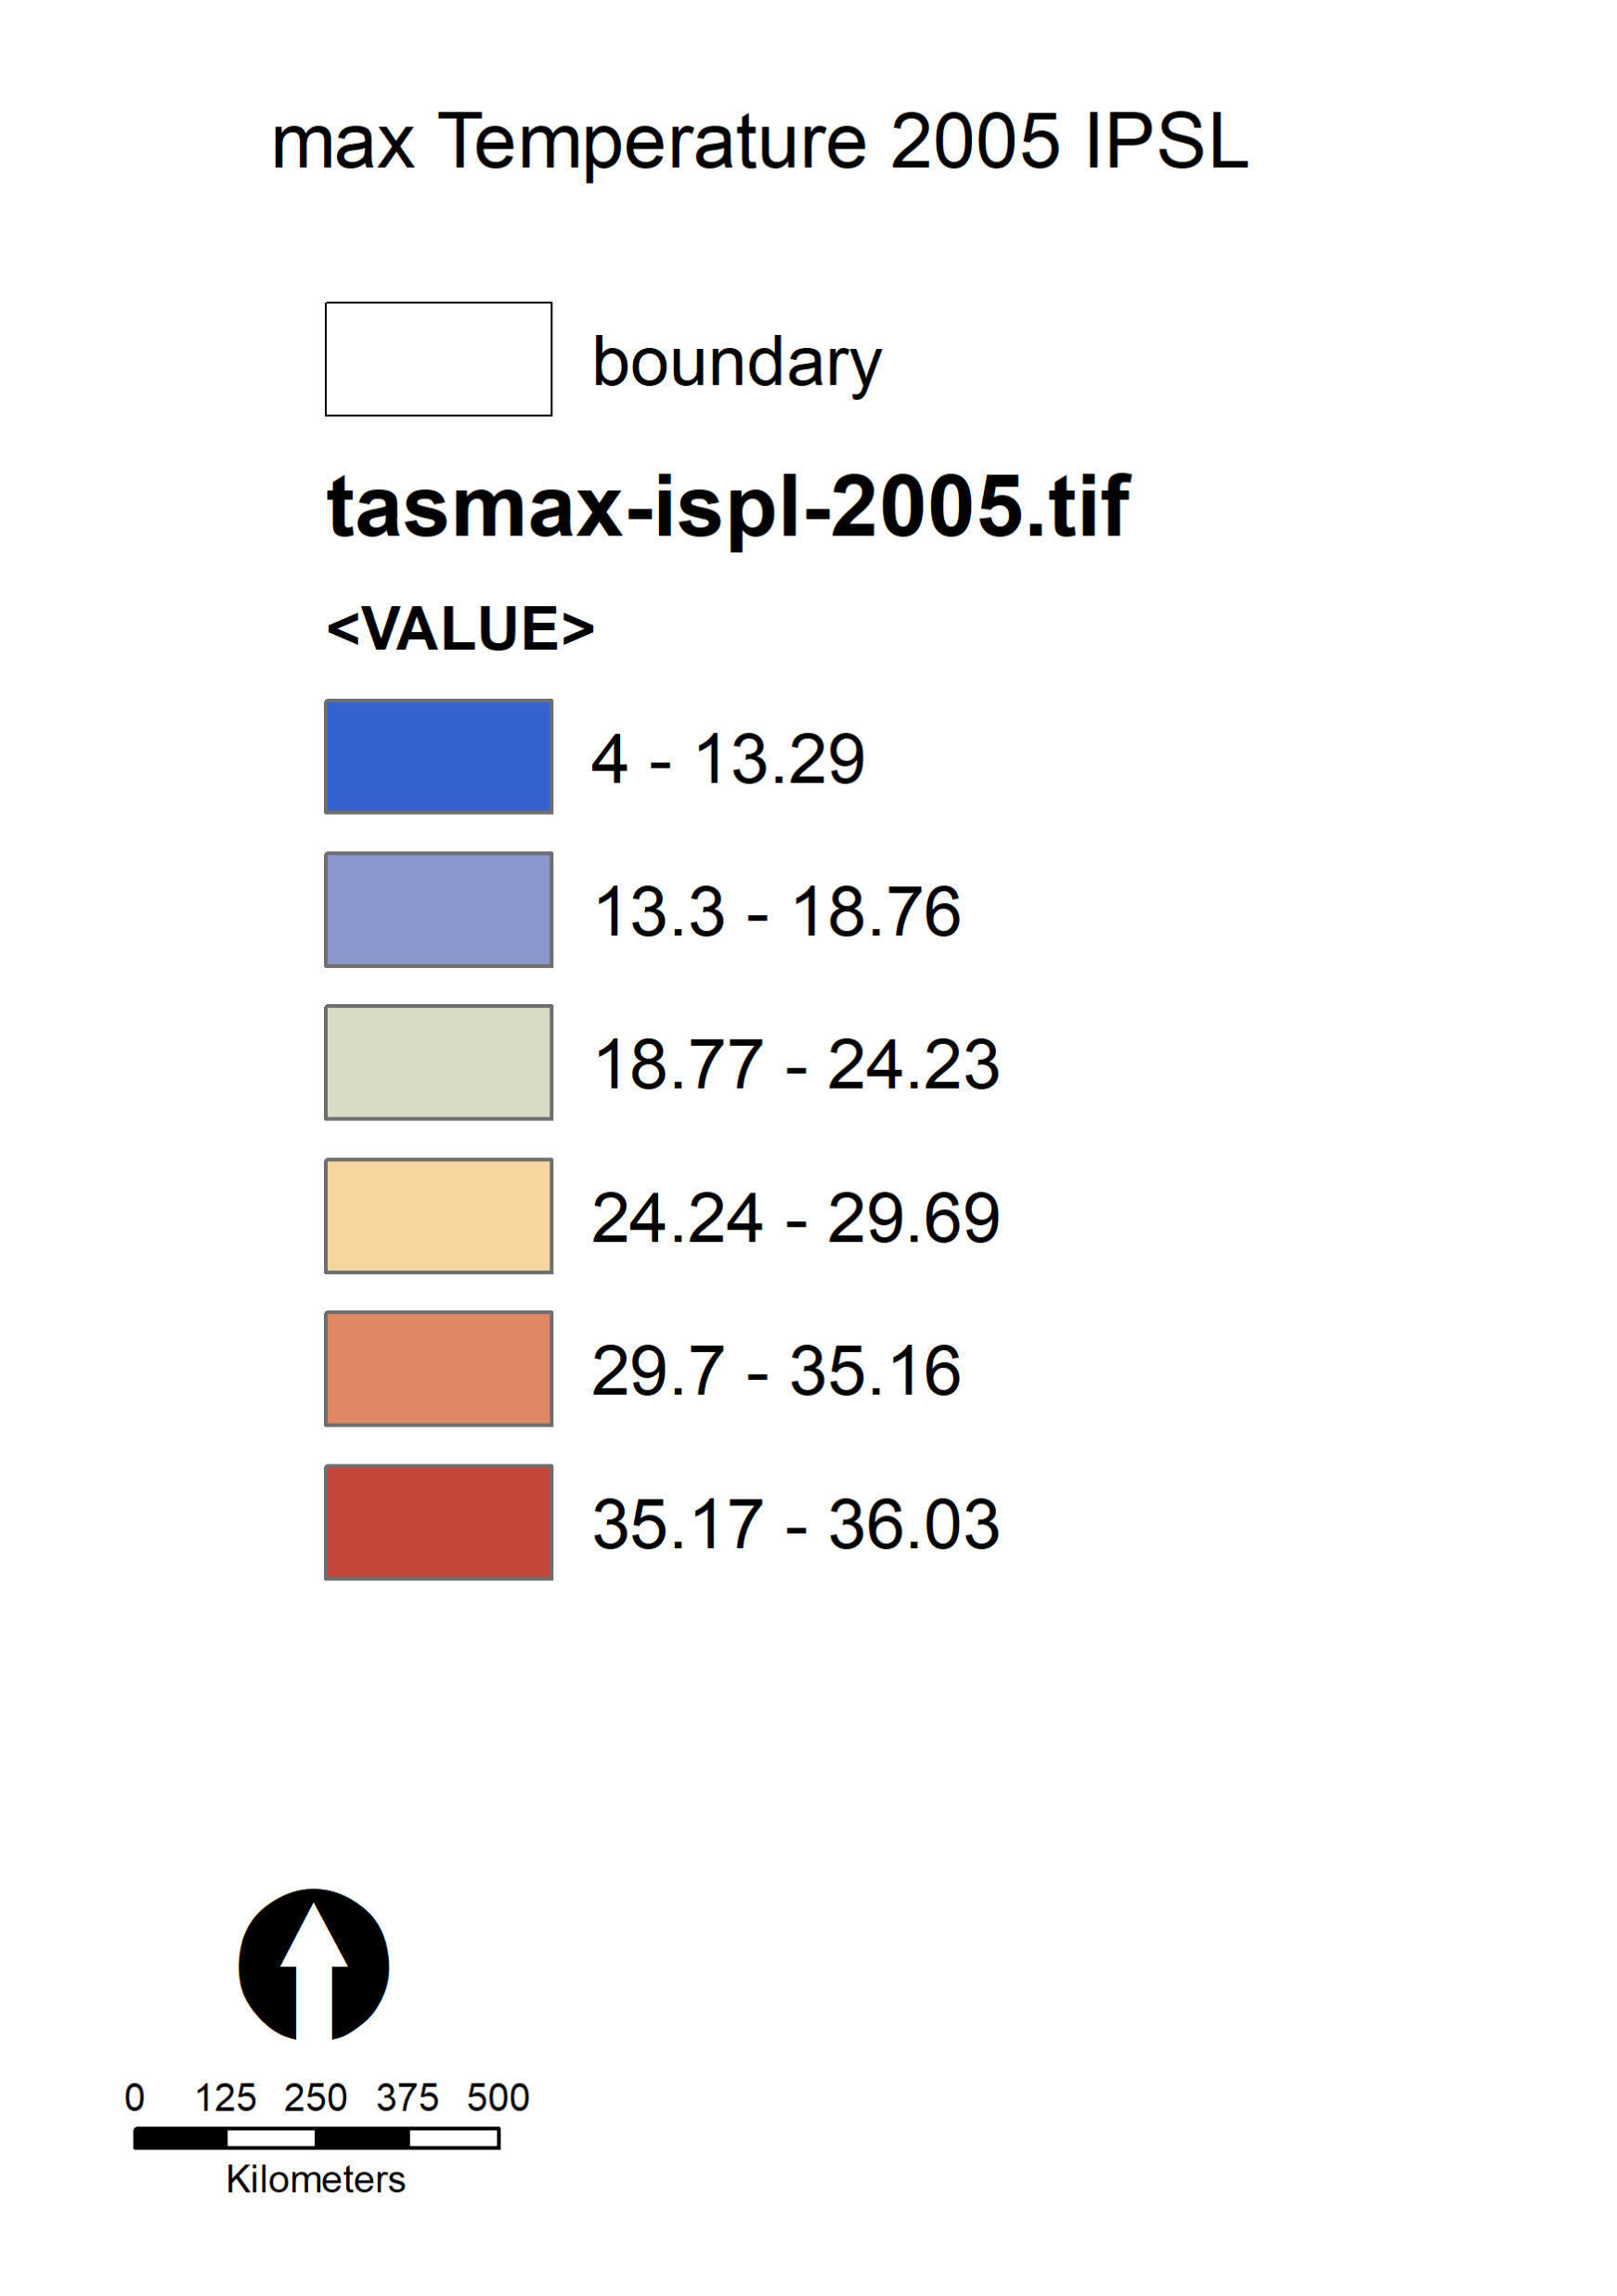 max Temperature 2005 IPSL
boundary
tasmax-ispl-2005.tif
<VALUE>
4 - 13.29
13.3 - 18.76
18.77 - 24.23
24.24 - 29.69
29.7 - 35.16
35.17 - 36.03
0 125 250 375 500
Kilometers